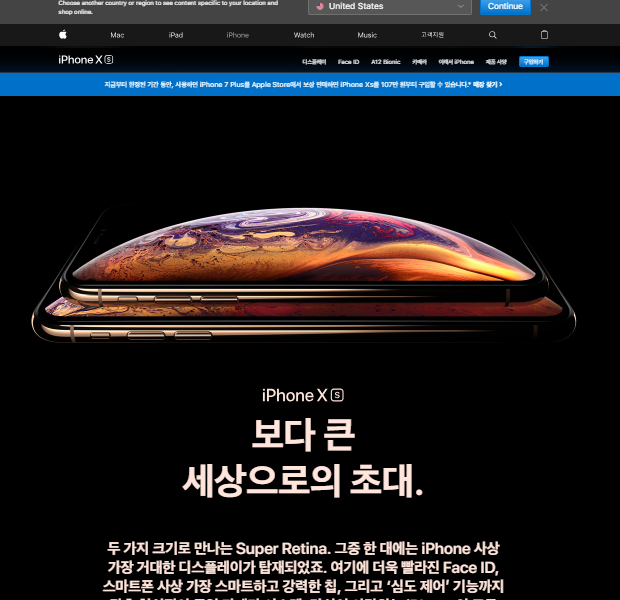 Choose another country or region to see content specific to your location and
shop online.
United States
Continue
Mac iPad iPhone Watch Music 고객지원
iPhone X S
디스플레이 Face ID A12 Bionic 카메라 아래서 iPhone 제품 사양 구입하기
지금부터 한정된 기간 동안, 사용하던 iPhone 7 Plus를 Apple Store에서 보상 판매하면 iPhone Xs를 107만 원부터 구입할 수 있습니다.* 매장 찾기 >
iPhone X S
보다 큰
세상으로의 초대.
두 가지 크기로 만나는 Super Retina. 그중 한 대에는 iPhone 사상
가장 거대한 디스플레이가 탑재되었죠. 여기에 더욱 빨라진 Face ID,
스마트폰 사상 가장 스마트하고 강력한 칩, 그리고 ‘심도 제어’ 기능까지